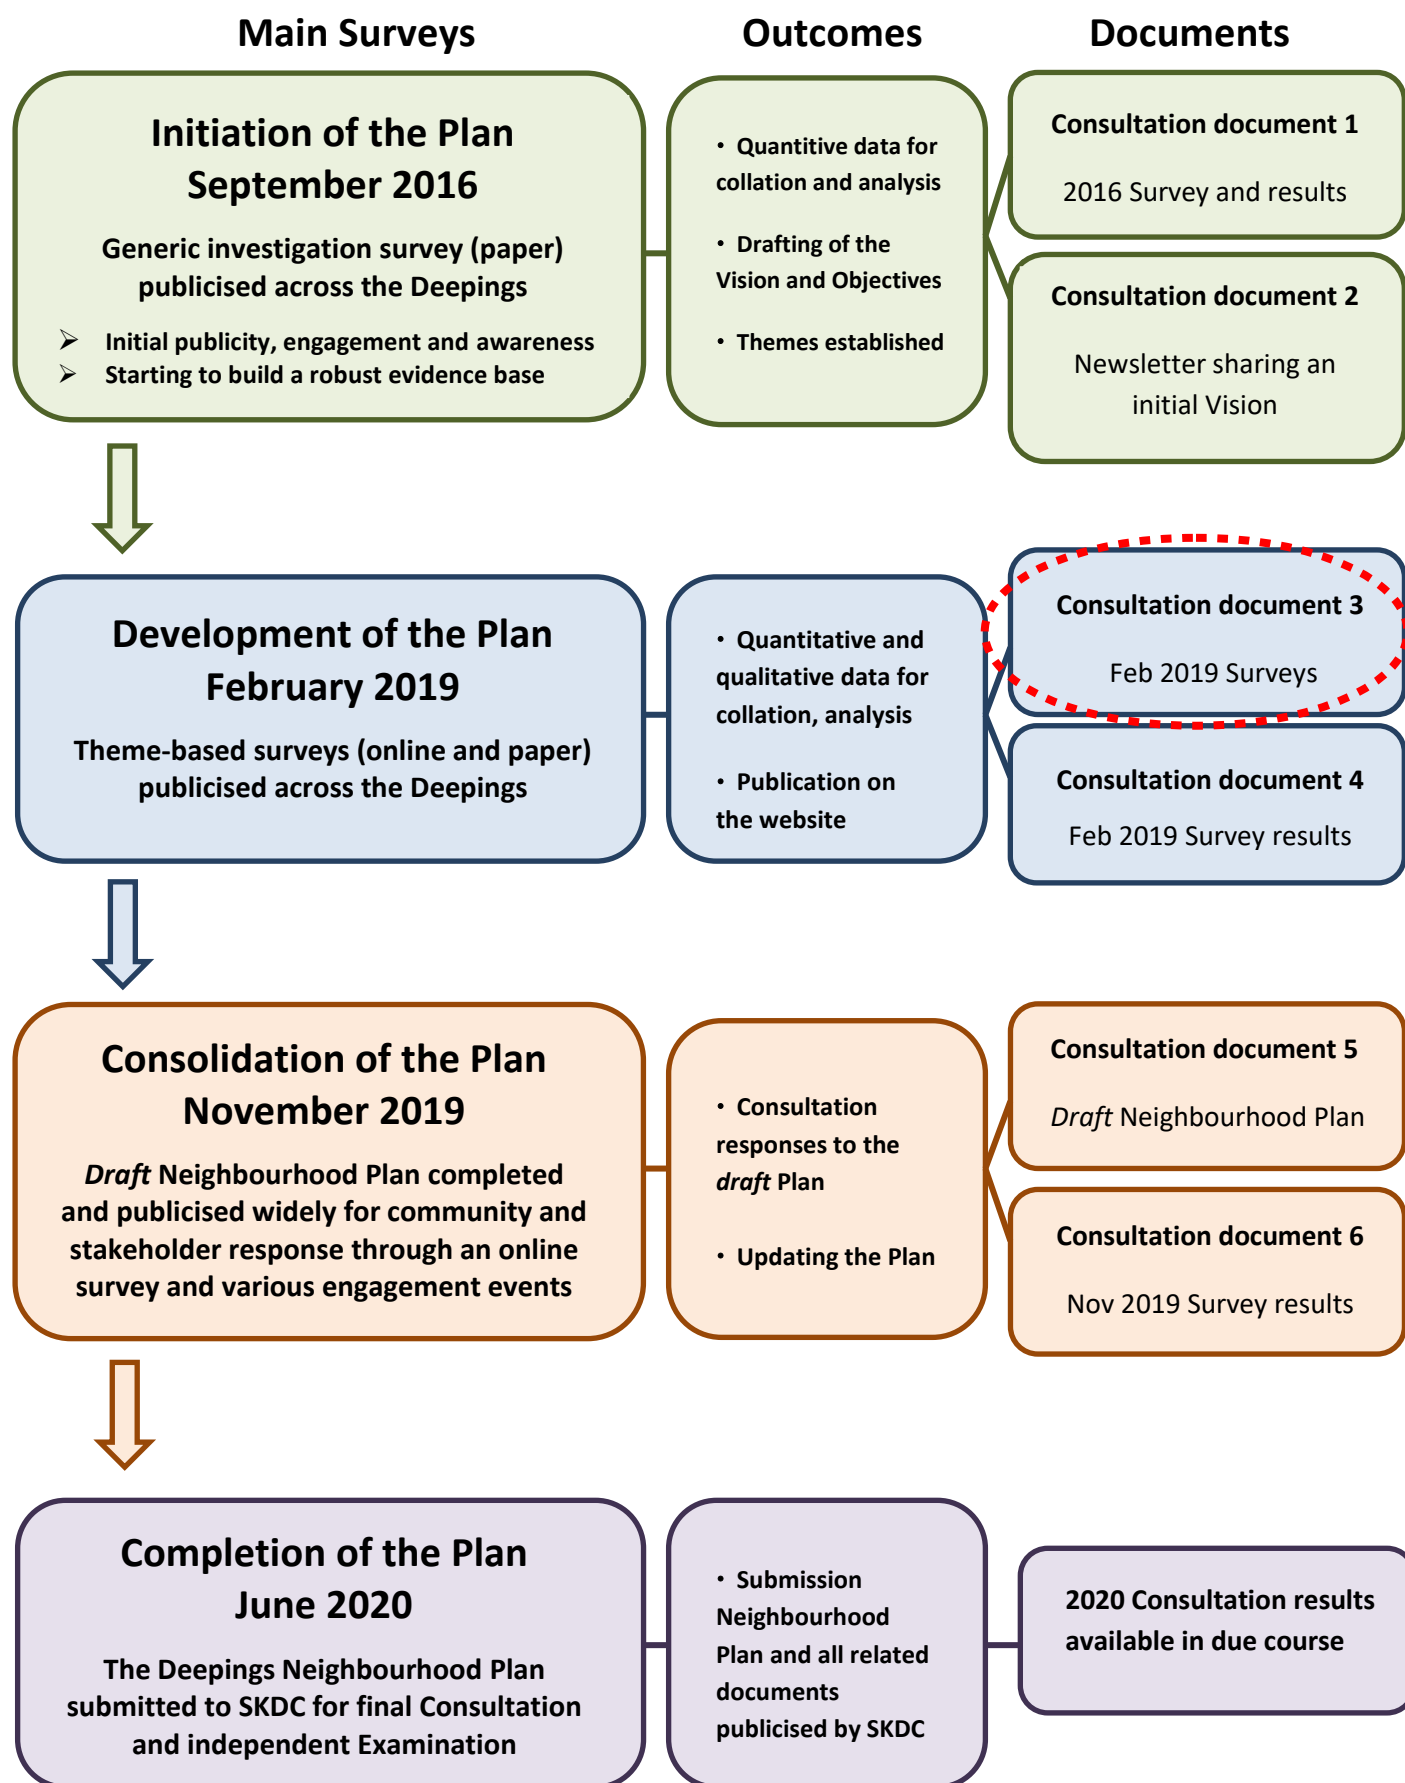 Main Surveys
Outcomes
Documents
Initiation of the Plan
September 2016
Generic investigation survey (paper)
publicised across the Deepings
➢ Initial publicity, engagement and awareness
➢ Starting to build a robust evidence base
• Quantitive data for
collation and analysis
• Drafting of the
Vision and Objectives
• Themes established
Consultation document 1
2016 Survey and results
Consultation document 2
Newsletter sharing an
initial Vision
Development of the Plan
February 2019
Theme-based surveys (online and paper)
publicised across the Deepings
• Quantitative and
qualitative data for
collation, analysis
• Publication on
the website
Consultation document 3
Feb 2019 Surveys
Consultation document 4
Feb 2019 Survey results
Consolidation of the Plan
November 2019
Draft Neighbourhood Plan completed
and publicised widely for community and
stakeholder response through an online
survey and various engagement events
• Consultation
responses to the
draft Plan
• Updating the Plan
Consultation document 5
Draft Neighbourhood Plan
Consultation document 6
Nov 2019 Survey results
Completion of the Plan
June 2020
The Deepings Neighbourhood Plan
submitted to SKDC for final Consultation
and independent Examination
• Submission
Neighbourhood
Plan and all related
documents
publicised by SKDC
2020 Consultation results
available in due course